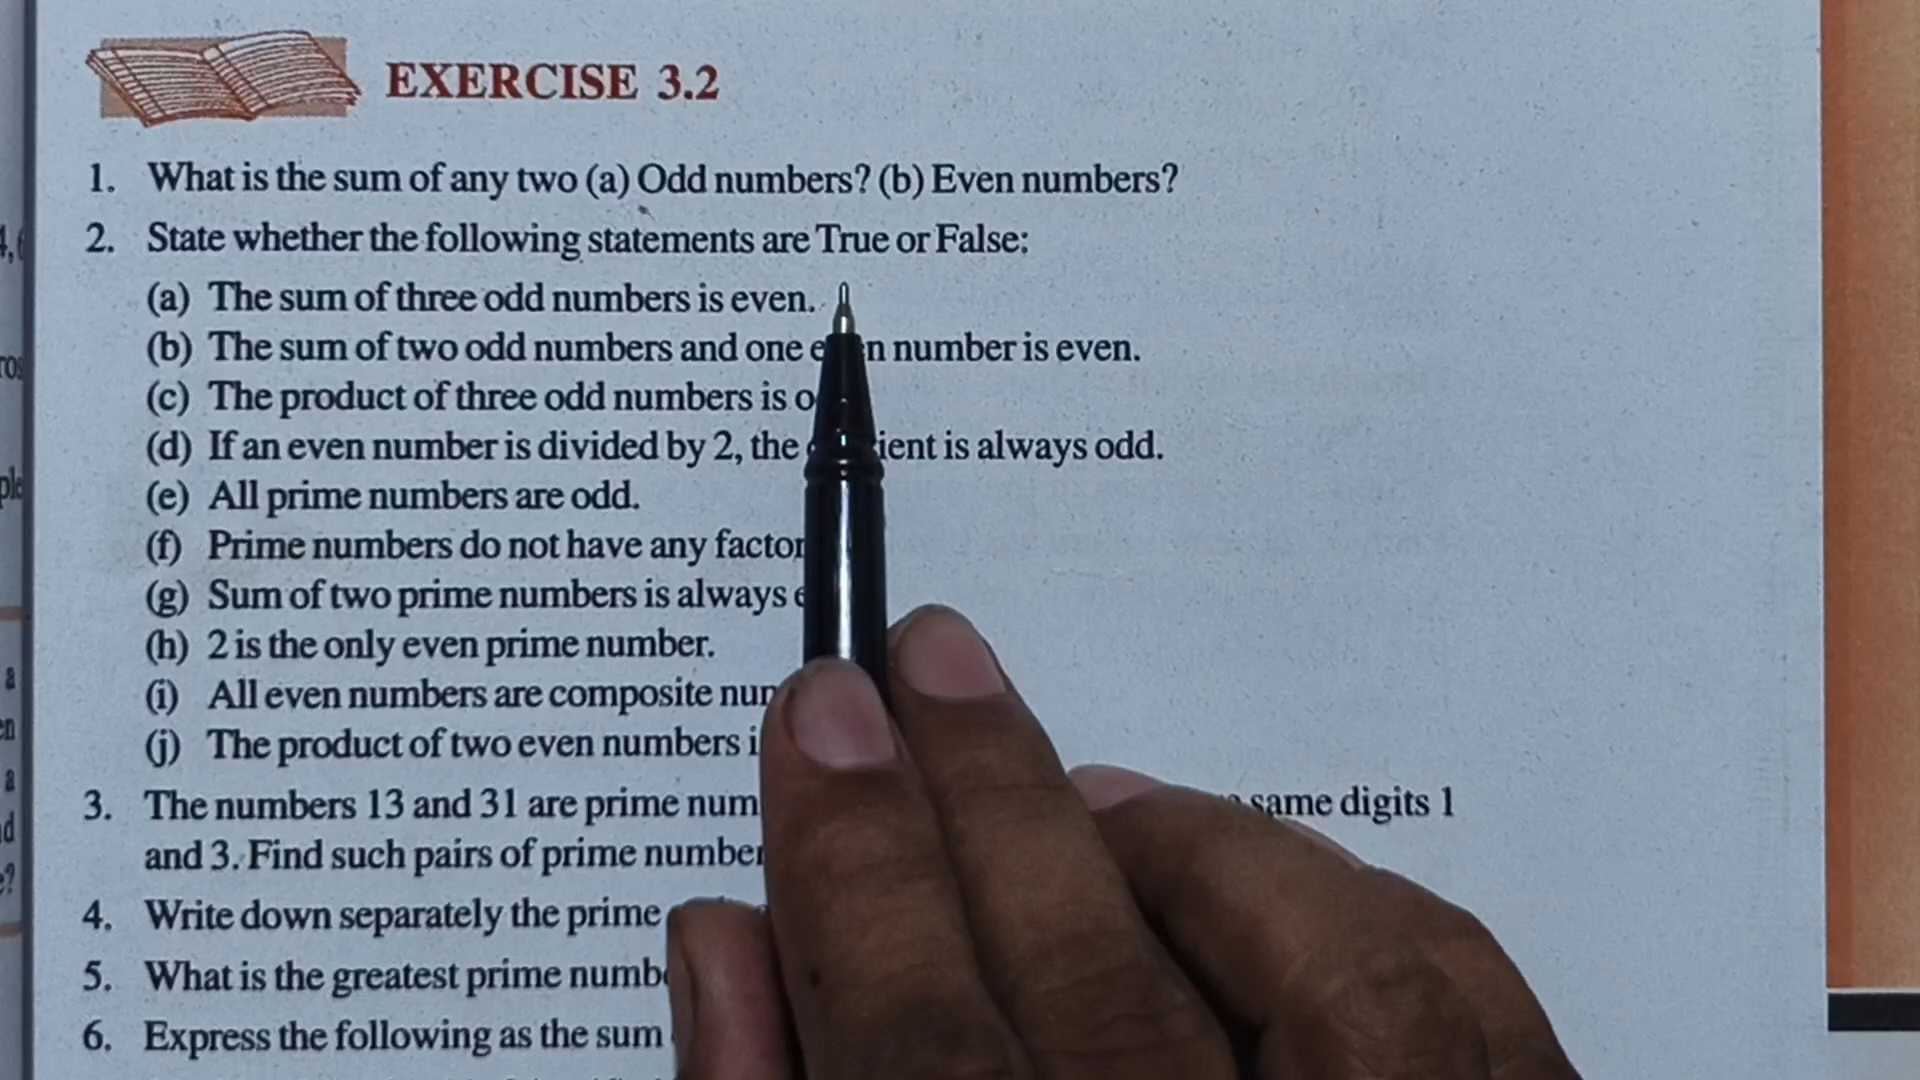 EXERCISE 3.2
1. What is the sum of any two (a) Odd numbers? (b) Even numbers?
2. State whether the following statements are True or False:
(a) The sum of three odd numbers is even.
(b) The sum of two odd numbers and one number is even.
(c) The product of three odd numbers is
(d) If an even number is divided by 2, the is always odd.
(e) All prime numbers are odd.
(f) Prime numbers do not have any
(g) Sum of two prime numbers is always
(h) 2 is the only even prime number.
(i) All even numbers are composite
(j) The product of two even numbers
3. The numbers 13 and 31 are prime same digits 1
and 3. Find such pairs of prime
4. Write down separately the prime
5. What is the greatest prime
6. Express the following as the sum